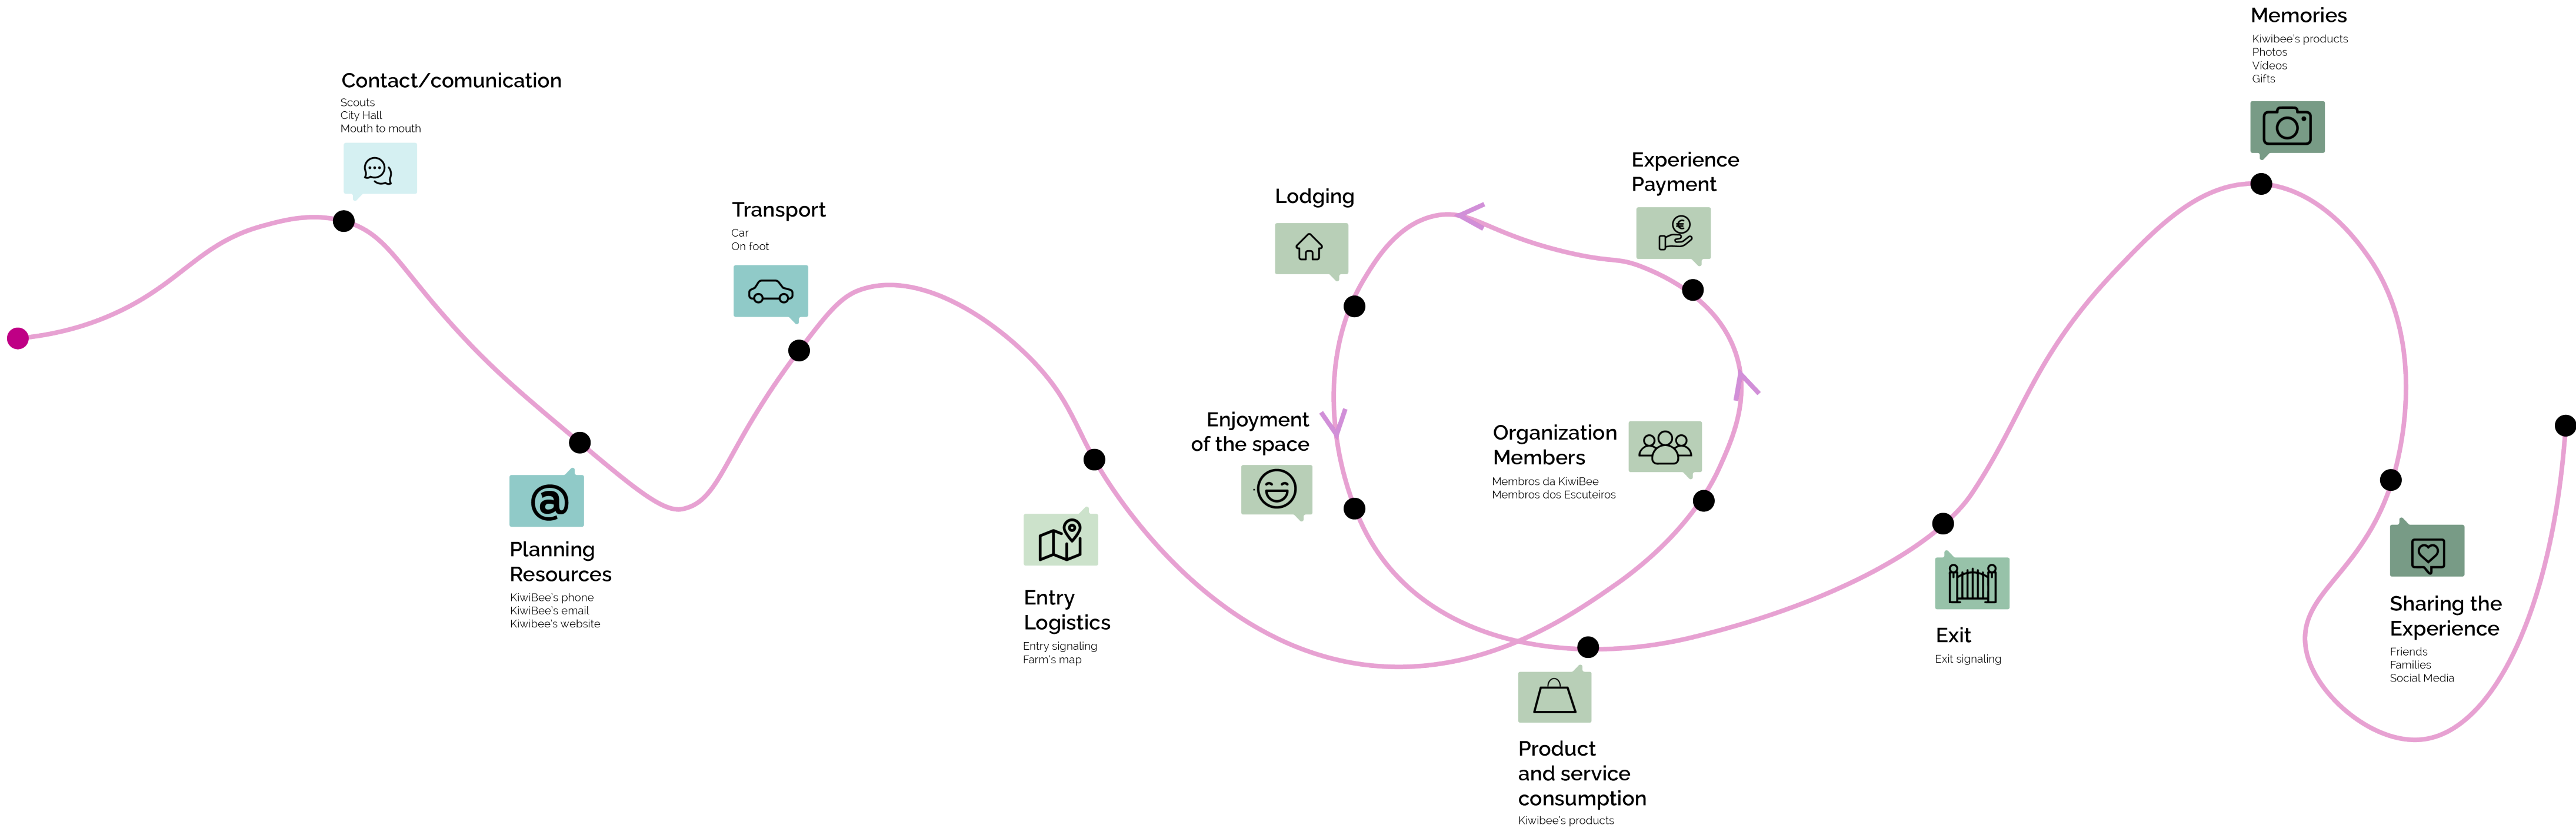 Contact/comunication
Scouts
City Hall
Mouth to mouth
@
Planning
Resources
KiwiBee's phone
KiwiBee's email
Kiwibee's website
Transport
Car
On foot
Entry
Logistics
Entry signaling
Farm's map
Organization
Members
Membros da KiwiBee
Membros dos Escuteiros
Experience
Payment
€
Lodging
Enjoyment
of the space
Product
and service
consumption
Kiwibee's products
Exit
Exit signaling
Memories
Kiwibee's products
Photos
Videos
Gifts
Sharing the
Experience
Friends
Families
Social Media